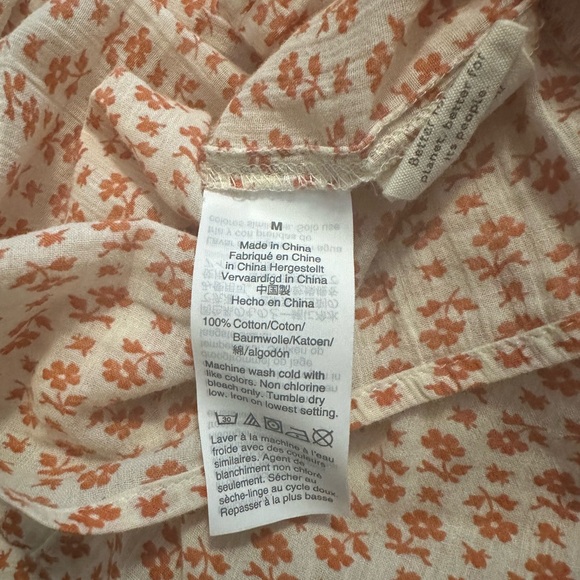 Better for
planet, better for
its people
M
Made in China
Fabriqué en Chine
in China Hergestellt
Vervaardigd in China
中国製
Hecho en China
100% Cotton/Coton/
Baumwolle/Katoen/
綿/algodón
Machine wash cold with
like colors. Non chlorine
bleach only. Tumble dry
low. Iron on lowest setting.
30
Laver à la machine à l'eau
froide avec des couleurs
similaires. Agent de
blanchiment non chloré
seulement. Sécher au
sèche-linge au cycle doux.
Repasser à la plus basse